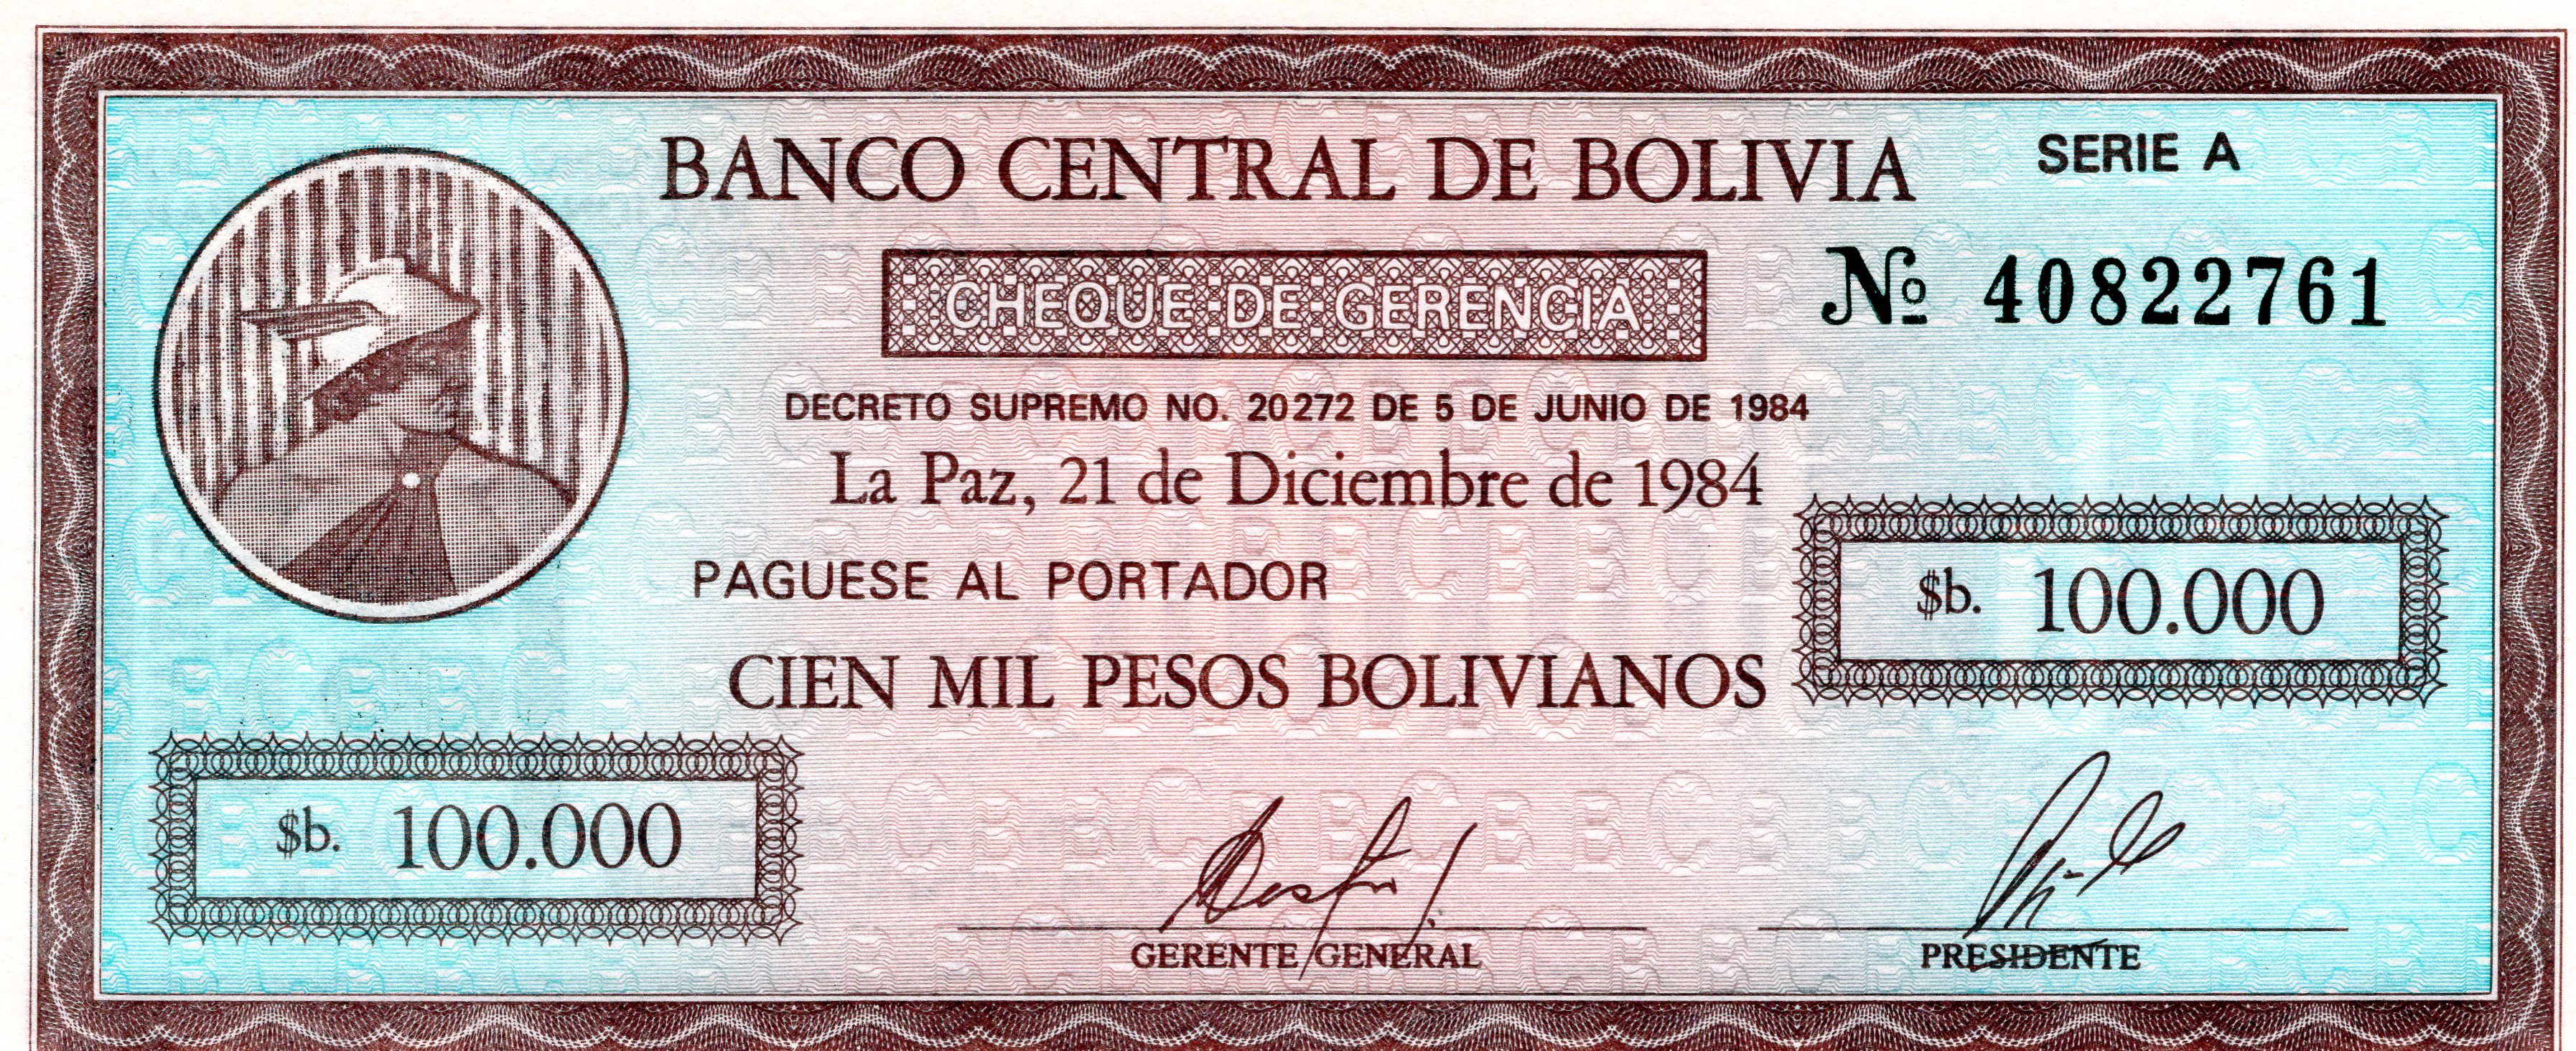 BANCO CENTRAL DE BOLIVIA
SERIE A
CHEQUE DE GERENCIA
Nº 40822761
DECRETO SUPREMO NO. 20272 DE 5 DE JUNIO DE 1984
La Paz, 21 de Diciembre de 1984
PAGUESE AL PORTADOR
$b. 100.000
CIEN MIL PESOS BOLIVIANOS
$b. 100.000
GERENTE GENERAL
PRESIDENTE